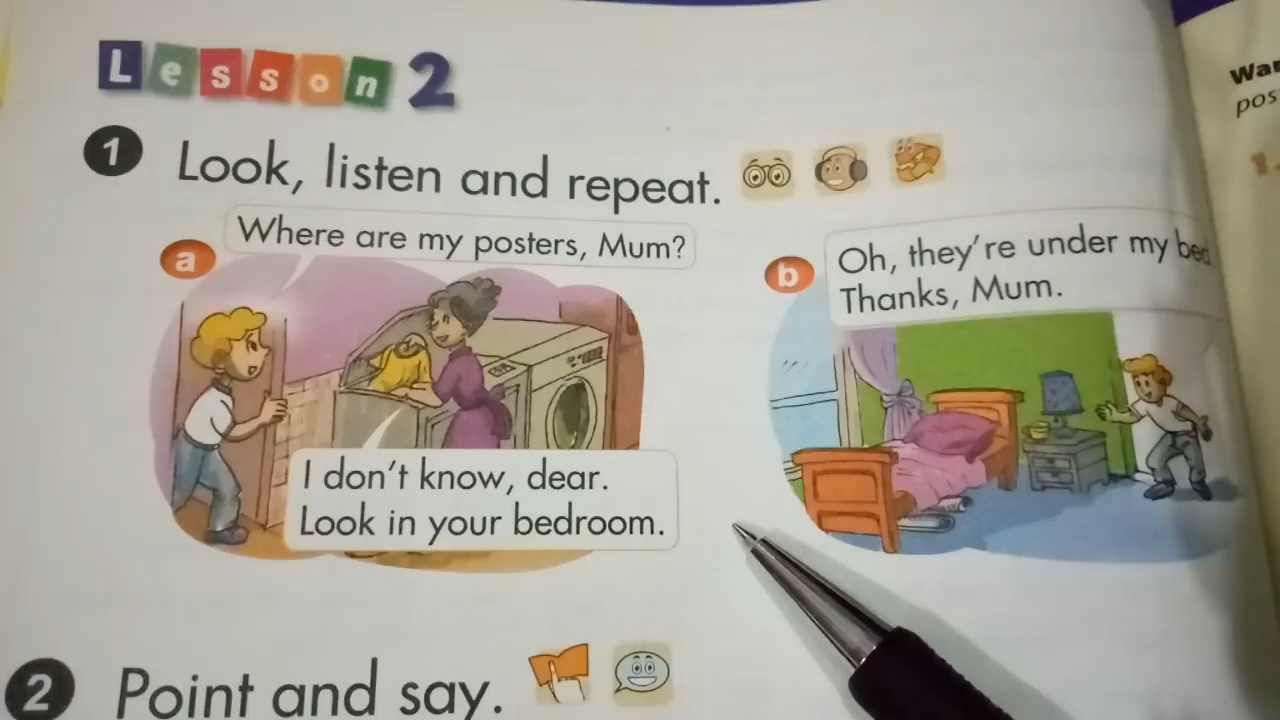 Lesson 2
1 Look, listen and repeat.
a
Where are my posters, Mum?
I don't know, dear.
Look in your bedroom.
b
Oh, they're under my bed
Thanks, Mum.
2 Point and say.